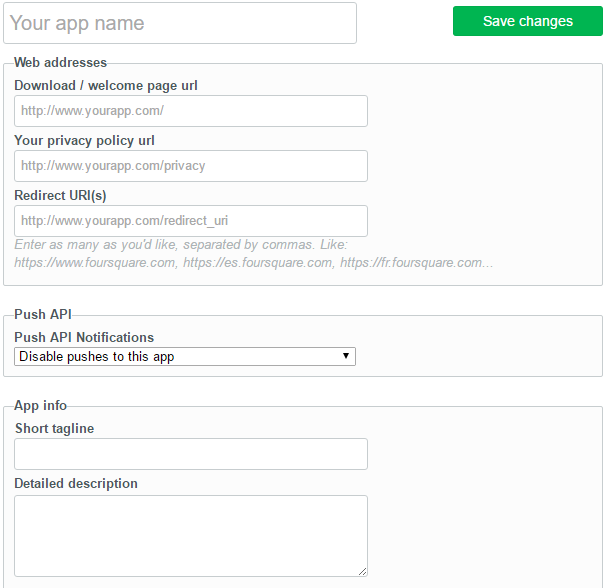 Your app name
Save changes
Web addresses
Download / welcome page url
http://www.yourapp.com/
Your privacy policy url
http://www.yourapp.com/privacy
Redirect URI(s)
http://www.yourapp.com/redirect_uri
Enter as many as you'd like, separated by commas. Like:
https://www.foursquare.com, https://es.foursquare.com, https://fr.foursquare.com...
Push API
Push API Notifications
Disable pushes to this app
App info
Short tagline
Detailed description